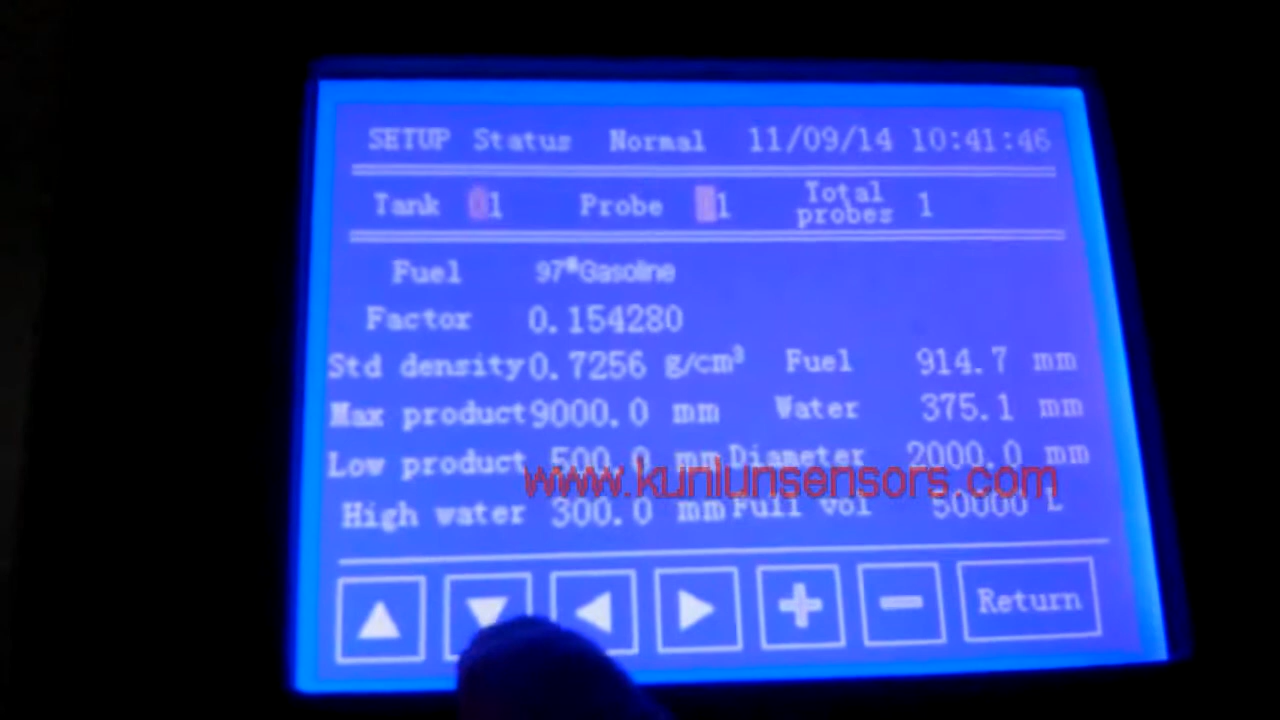 SETUP Status Normal 11/09/14 10:41:46
Tank 01 Probe 01 Total probes 1
Fuel 97#Gasoline
Factor 0.154280
Std density 0.7256 g/cm³ Fuel 914.7 mm
Max product 9000.0 mm Water 375.1 mm
Low product 500.0 mm Diameter 2000.0 mm
www.kunlunsensors.com
High water 300.0 mm Full vol 50000 L
Return